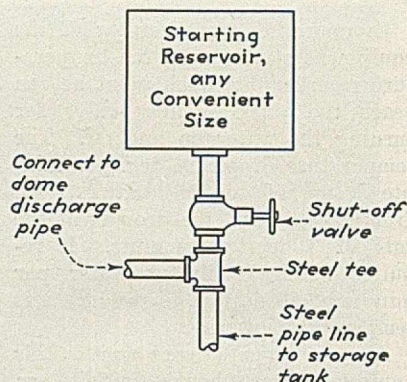 Starting
Reservoir,
any
Convenient
Size
Connect to
dome
discharge
pipe
Shut-off
valve
Steel tee
Steel
pipe line
to storage
tank